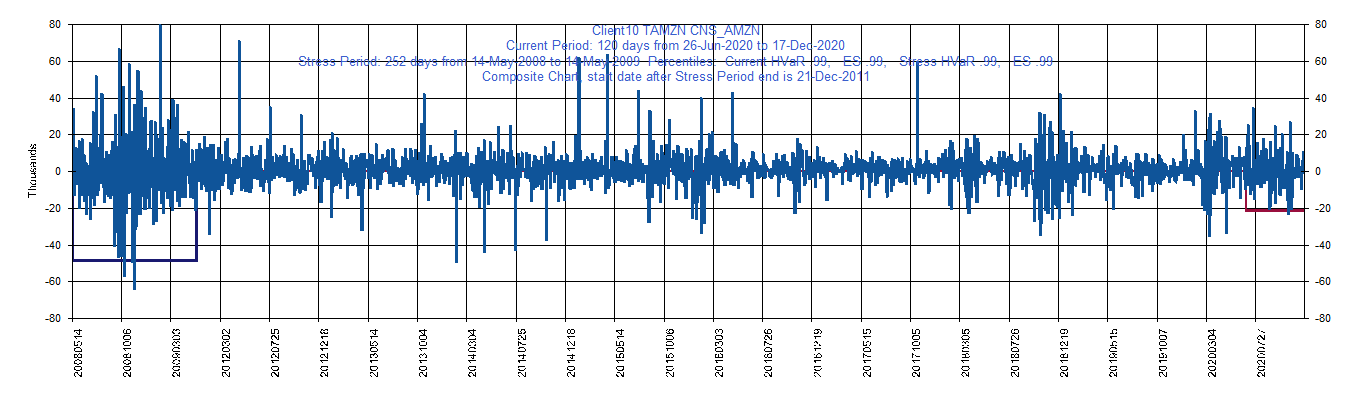 Client10 TAMZN CNS_AMZN
Current Period: 120 days from 26-Jun-2020 to 17-Dec-2020
Stress Period: 252 days from 14-May-2008 to 14-May-2009 Percentiles: Current HVaR .99, ES .99, Stress HVaR .99, ES .99
Composite Chart, start date after Stress Period end is 21-Dec-2011
80 80
60 60
40 40
20 20
0 0
-20 -20
-40 -40
-60 -60
-80 -80
Thousands
20080514 20081006 20090303 20120302 20120725 20121218 20130514 20131004 20140304 20140725 20141218 20150514 20151006 20160303 20160726 20161219 20170515 20171005 20180305 20180726 20181219 20190515 20191007 20200304 20200727